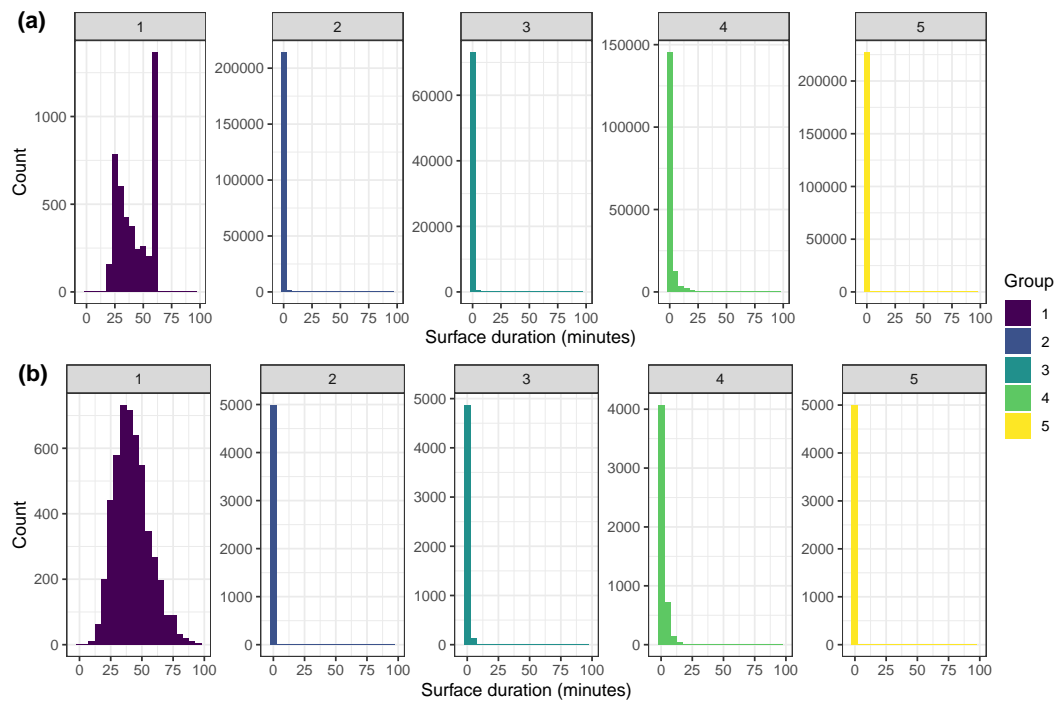 (a)
1 2 3 4 5
Count
0 500 1000
0 50000 100000 150000 200000
0 20000 40000 60000
0 50000 100000 150000
0 50000 100000 150000 200000
0 25 50 75 100 0 25 50 75 100 0 25 50 75 100 0 25 50 75 100 0 25 50 75 100
Surface duration (minutes)
(b)
1 2 3 4 5
Count
0 200 400 600
0 1000 2000 3000 4000 5000
0 1000 2000 3000 4000 5000
0 1000 2000 3000 4000
0 1000 2000 3000 4000 5000
0 25 50 75 100 0 25 50 75 100 0 25 50 75 100 0 25 50 75 100 0 25 50 75 100
Surface duration (minutes)
Group
1
2
3
4
5